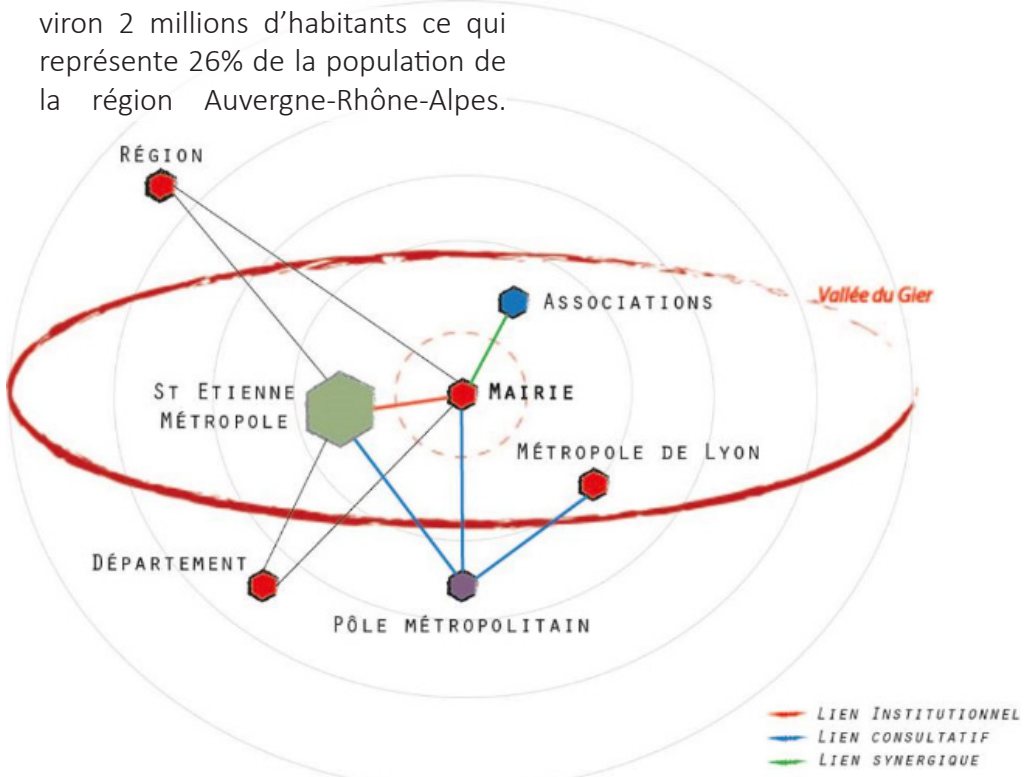 viron 2 millions d’habitants ce qui
représente 26% de la population de
la région Auvergne-Rhône-Alpes.
RÉGION
Vallée du Gier
ASSOCIATIONS
ST ETIENNE
MÉTROPOLE
MAIRIE
MÉTROPOLE DE LYON
DÉPARTEMENT
PÔLE MÉTROPOLITAIN
LIEN INSTITUTIONNEL
LIEN CONSULTATIF
LIEN SYNERGIQUE